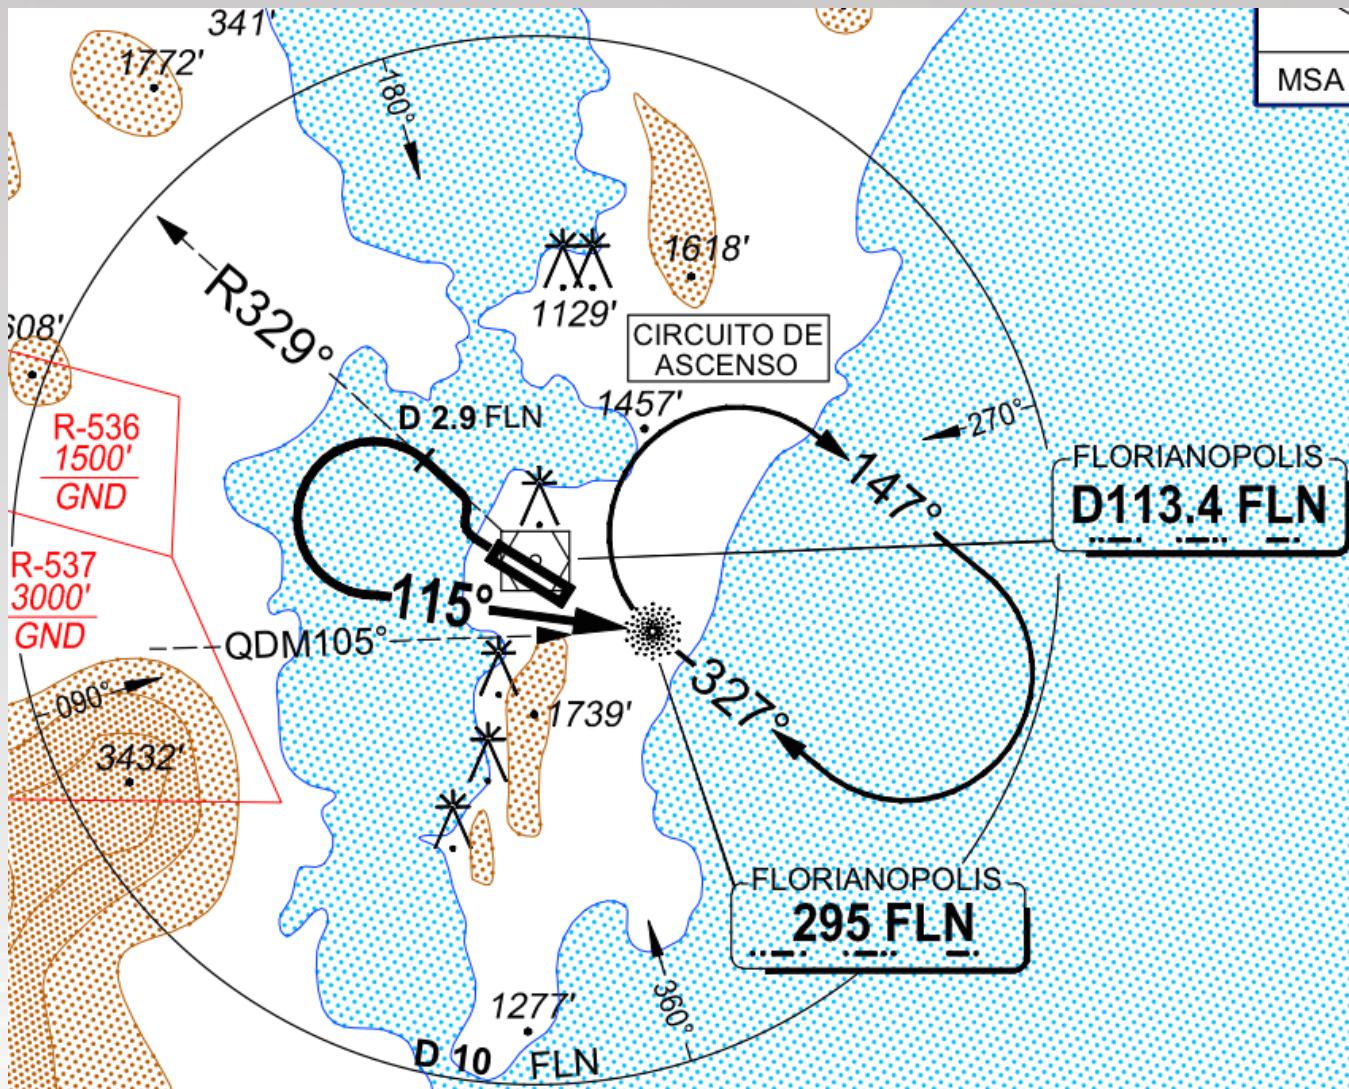 341'
1772'
MSA
180°
1618'
R329°
1129'
608'
CIRCUITO DE
ASCENSO
1457'
D 2.9 FLN
270°
R-536
1500'
GND
147°
FLORIANOPOLIS
D113.4 FLN
R-537
3000'
GND
115°
QDM105°
090°
327°
1739'
3432'
FLORIANOPOLIS
295 FLN
360°
1277'
D 10 FLN